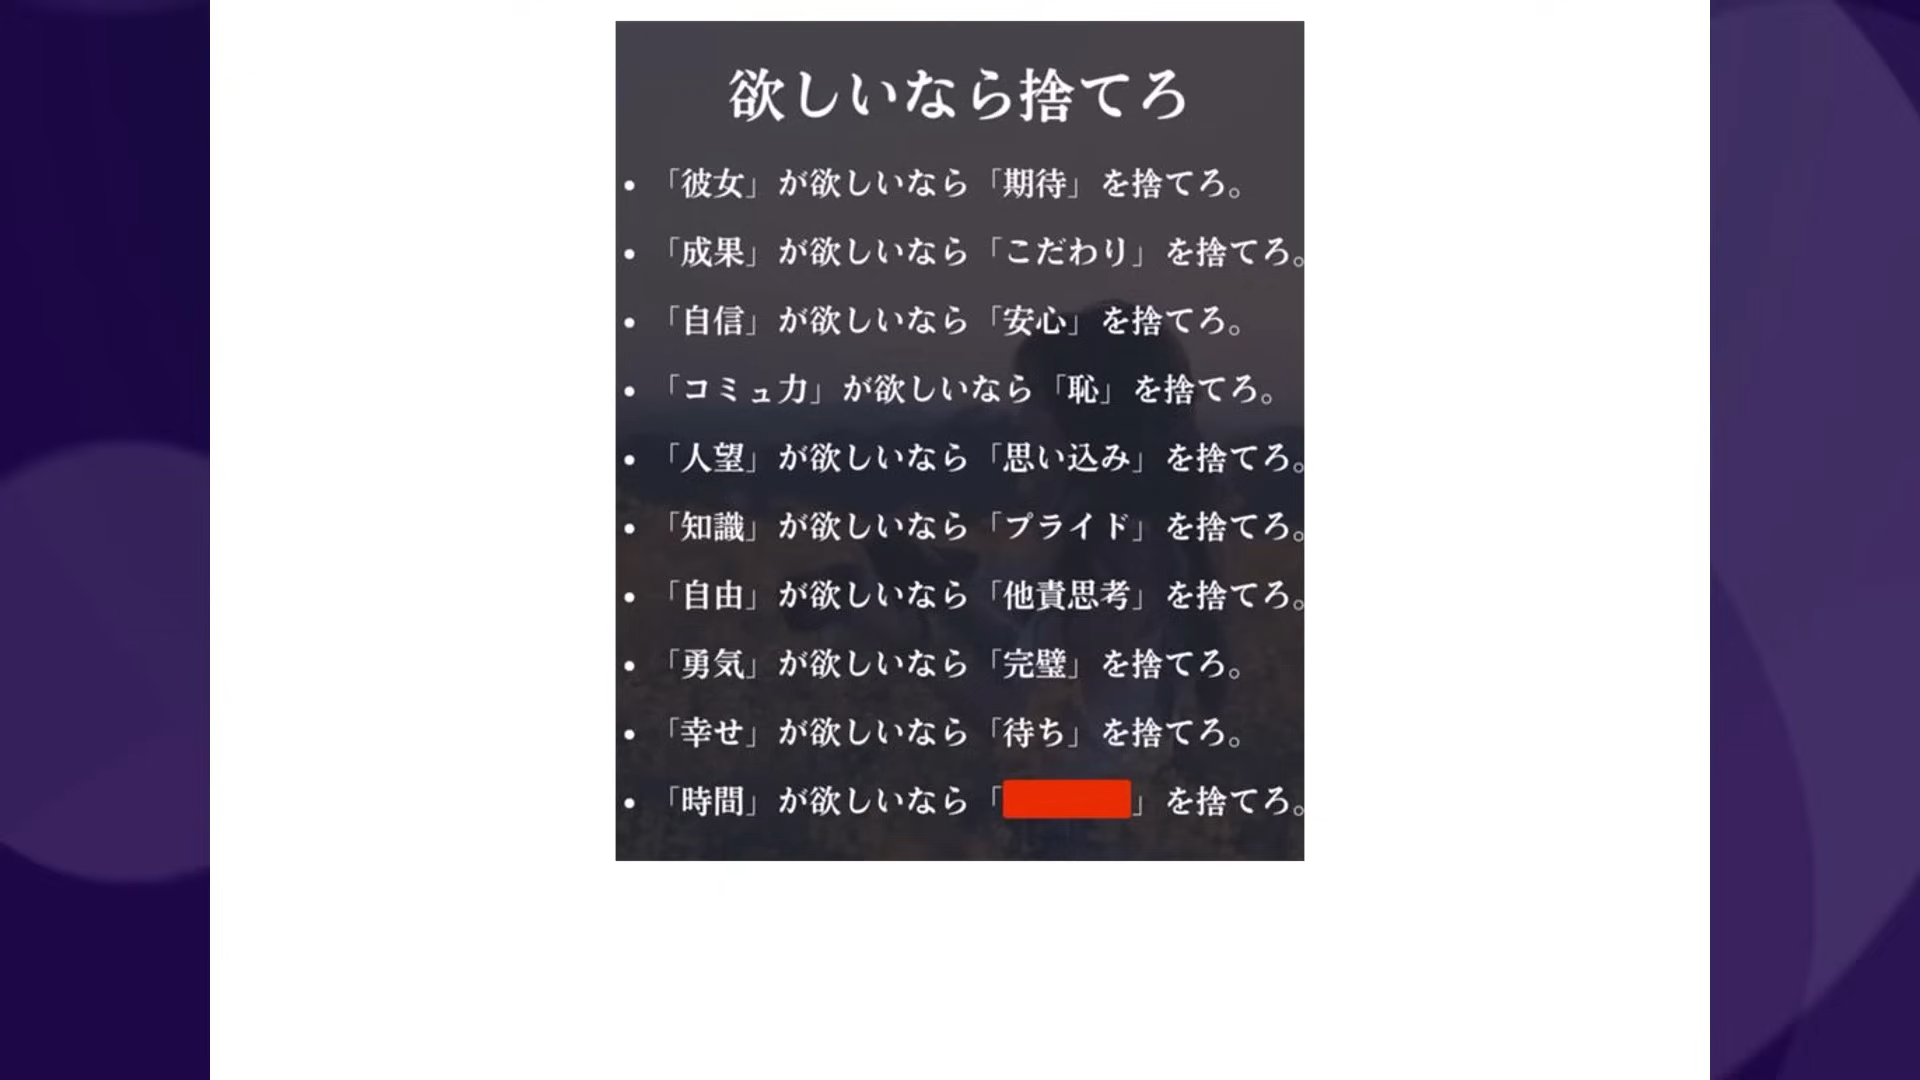 欲しいなら捨てろ
• 「彼女」が欲しいなら「期待」を捨てろ。
• 「成果」が欲しいなら「こだわり」を捨てろ。
• 「自信」が欲しいなら「安心」を捨てろ。
• 「コミュ力」が欲しいなら「恥」を捨てろ。
• 「人望」が欲しいなら「思い込み」を捨てろ。
• 「知識」が欲しいなら「プライド」を捨てろ。
• 「自由」が欲しいなら「他責思考」を捨てろ。
• 「勇気」が欲しいなら「完璧」を捨てろ。
• 「幸せ」が欲しいなら「待ち」を捨てろ。
• 「時間」が欲しいなら「」を捨てろ。